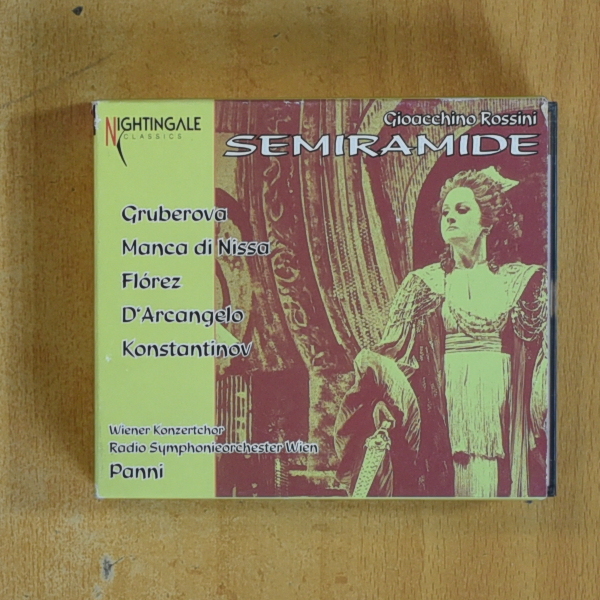 NIGHTINGALE
CLASSICS
Gioacchino Rossini
SEMIRAMIDE
Gruberova
Manca di Nissa
Flórez
D'Arcangelo
Konstantinov
Wiener Konzertchor
Radio Symphonieorchester Wien
Panni